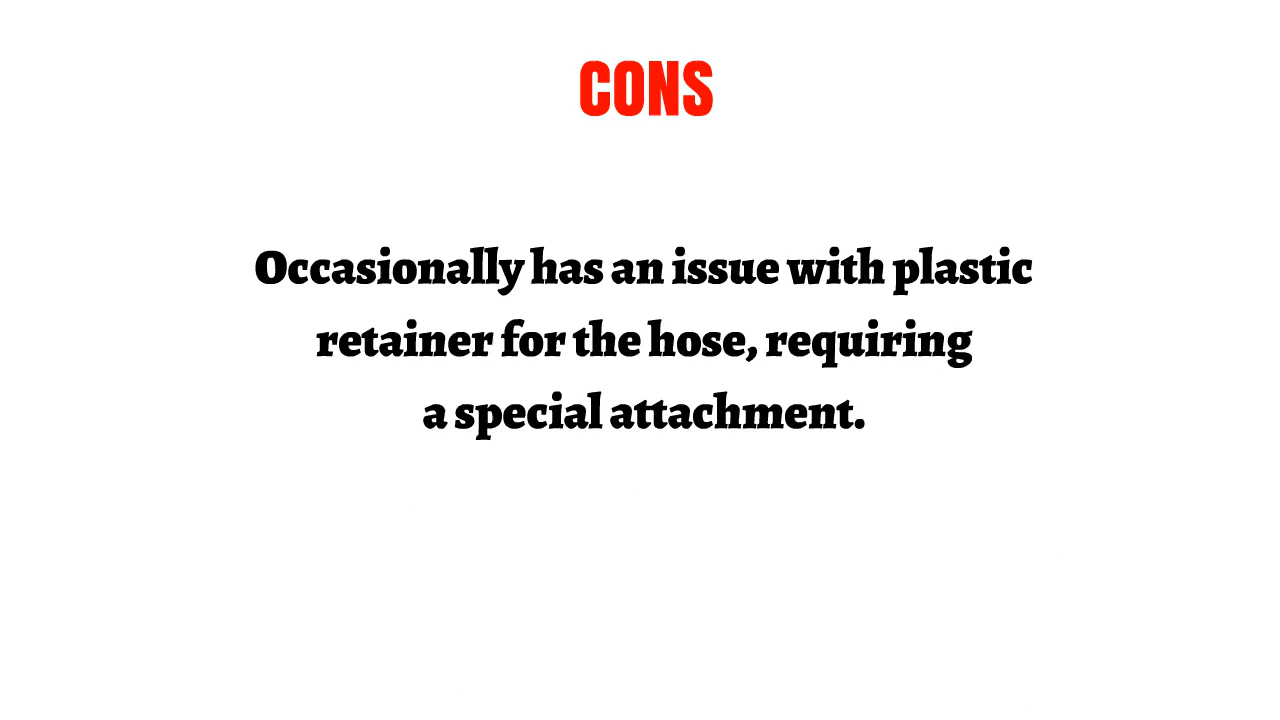 CONS
Occasionally has an issue with plastic
retainer for the hose, requiring
a special attachment.